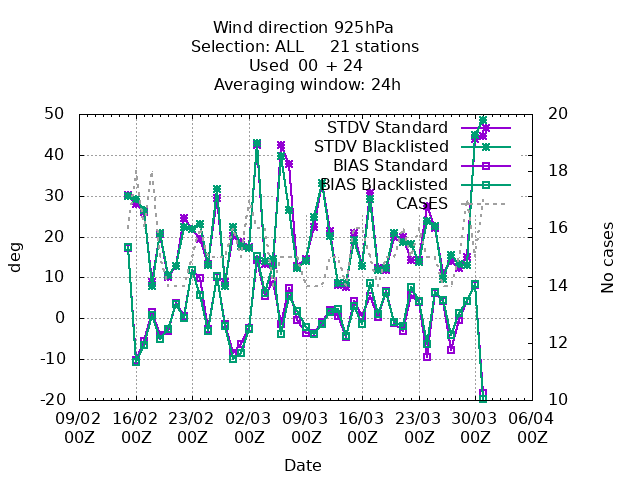 Wind direction 925hPa
Selection: ALL 21 stations
Used 00 + 24
Averaging window: 24h
50 20
STDV Standard
STDV Blacklisted
40 18
BIAS Standard
BIAS Blacklisted
30
CASES
16
20
deg
No cases
10 14
0
12
-10
-20 10
09/02 16/02 23/02 02/03 09/03 16/03 23/03 30/03 06/04
00Z 00Z 00Z 00Z 00Z 00Z 00Z 00Z 00Z
Date